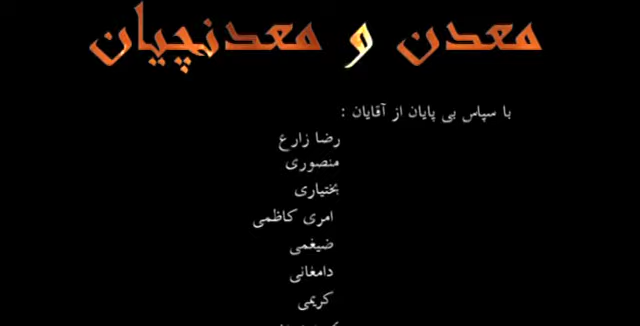 معدن و معدنچیان
با سپاس بی پایان از آقایان :
رضا زارع
منصوری
بختیاری
امری کاظمی
ضیغمی
دامغانی
کریمی